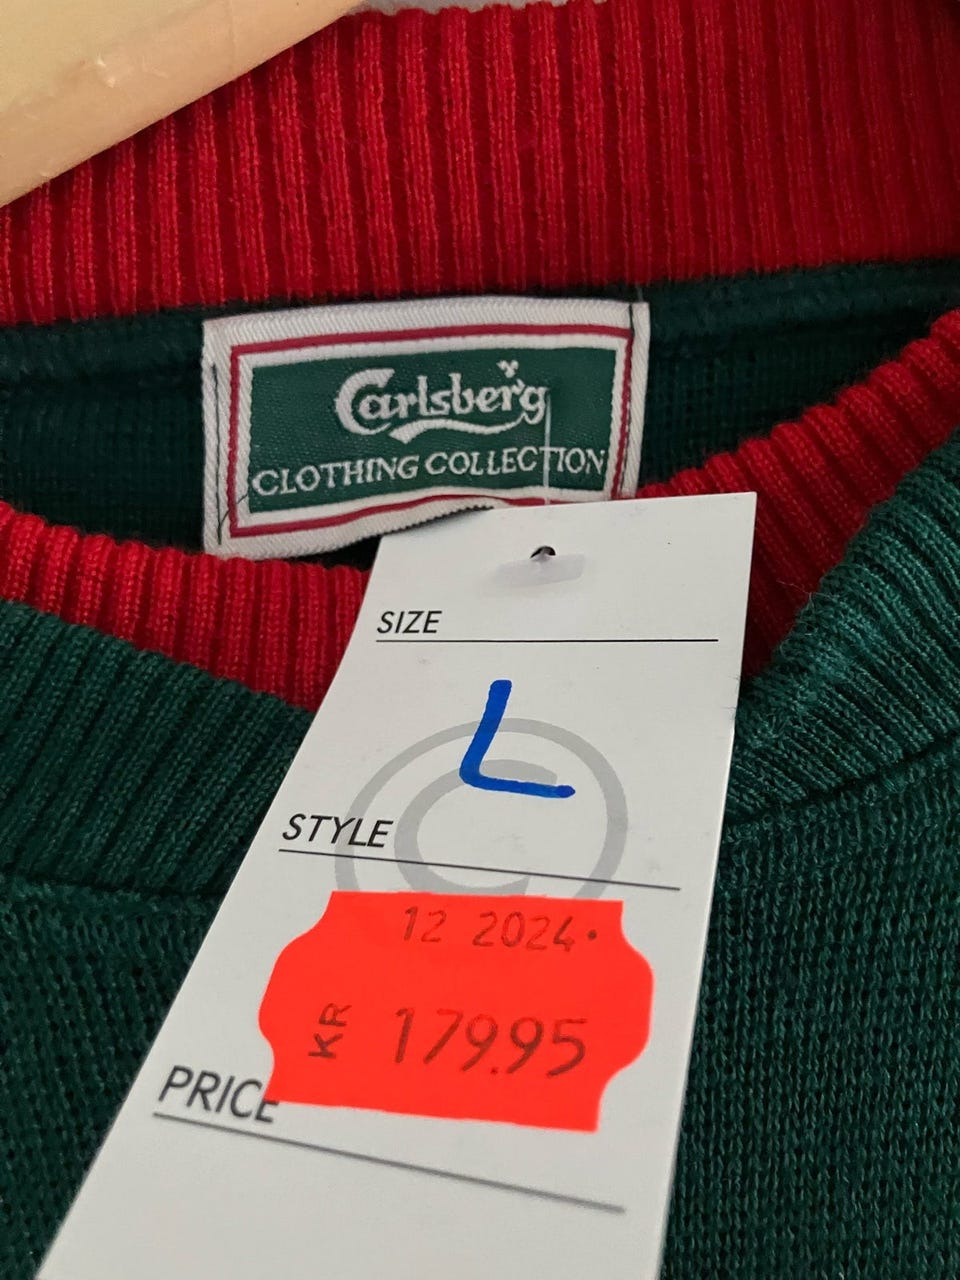 Carlsberg
CLOTHING COLLECTION
SIZE
L
©
STYLE
12 2024.
KR 179.95
PRICE